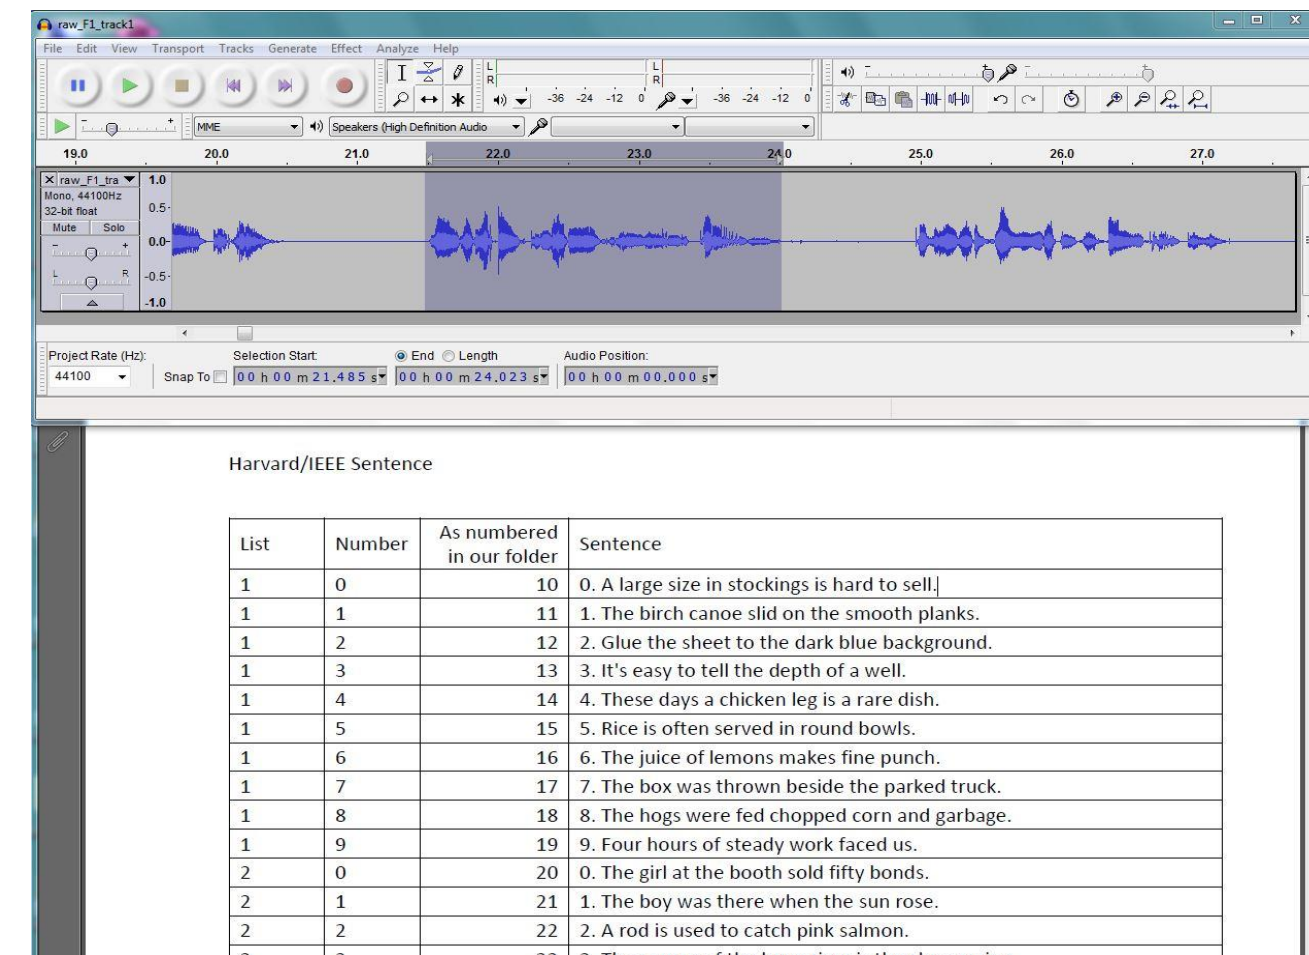 raw_F1_track1
File Edit View Transport Tracks Generate Effect Analyze Help
L
R
L
R
-36 -24 -12 0
-36 -24 -12 0
MME
Speakers (High Definition Audio
19.0 20.0 21.0 22.0 23.0 24.0 25.0 26.0 27.0
raw_F1_tra
Mono, 44100Hz
32-bit float
Mute Solo
- +
L R
1.0
0.5
0.0
-0.5
-1.0
Project Rate (Hz): Selection Start: End Length Audio Position:
44100 Snap To 00 h 00 m 21.485 s 00 h 00 m 24.023 s 00 h 00 m 00.000 s
Harvard/IEEE Sentence
List Number As numbered in our folder Sentence
1 0 10 0. A large size in stockings is hard to sell.
1 1 11 1. The birch canoe slid on the smooth planks.
1 2 12 2. Glue the sheet to the dark blue background.
1 3 13 3. It's easy to tell the depth of a well.
1 4 14 4. These days a chicken leg is a rare dish.
1 5 15 5. Rice is often served in round bowls.
1 6 16 6. The juice of lemons makes fine punch.
1 7 17 7. The box was thrown beside the parked truck.
1 8 18 8. The hogs were fed chopped corn and garbage.
1 9 19 9. Four hours of steady work faced us.
2 0 20 0. The girl at the booth sold fifty bonds.
2 1 21 1. The boy was there when the sun rose.
2 2 22 2. A rod is used to catch pink salmon.